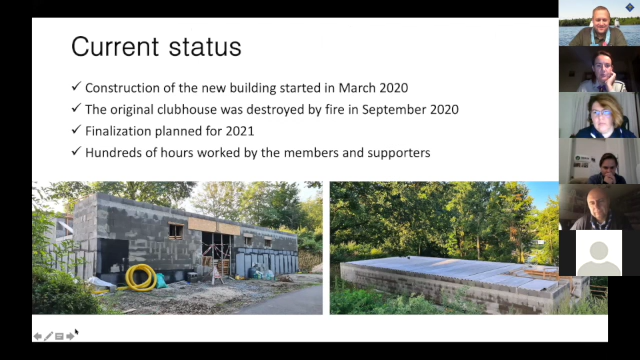 Current status
✓ Construction of the new building started in March 2020
✓ The original clubhouse was destroyed by fire in September 2020
✓ Finalization planned for 2021
✓ Hundreds of hours worked by the members and supporters